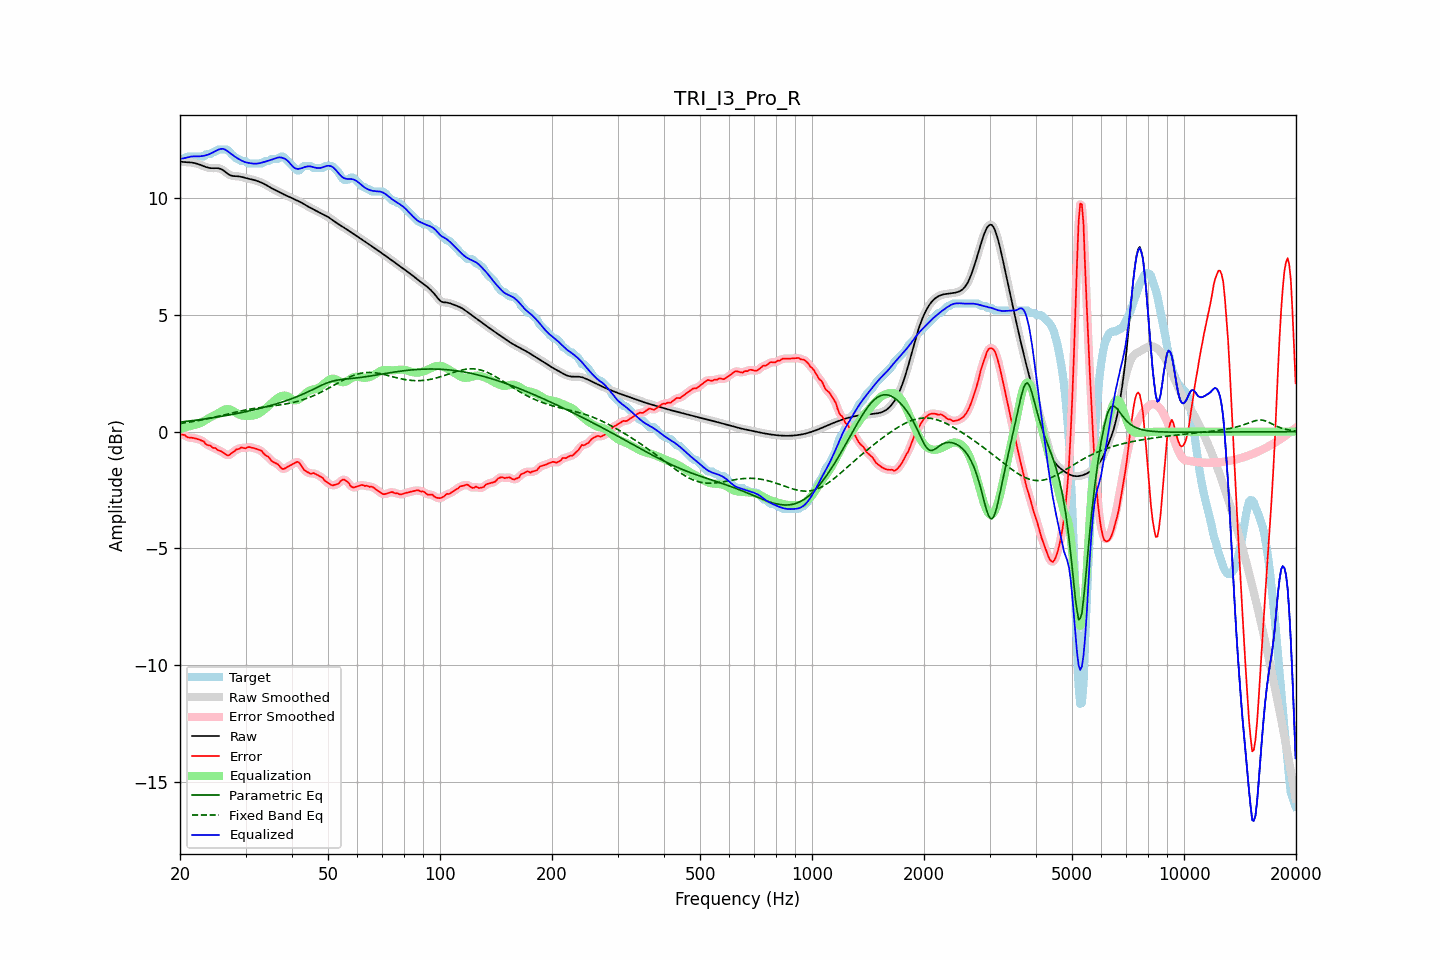 TRI_I3_Pro_R
Amplitude (dBr)
10
5
0
−5
−10
−15
Target
Raw Smoothed
Error Smoothed
Raw
Error
Equalization
Parametric Eq
Fixed Band Eq
Equalized
20 50 100 200 500 1000 2000 5000 10000 20000
Frequency (Hz)